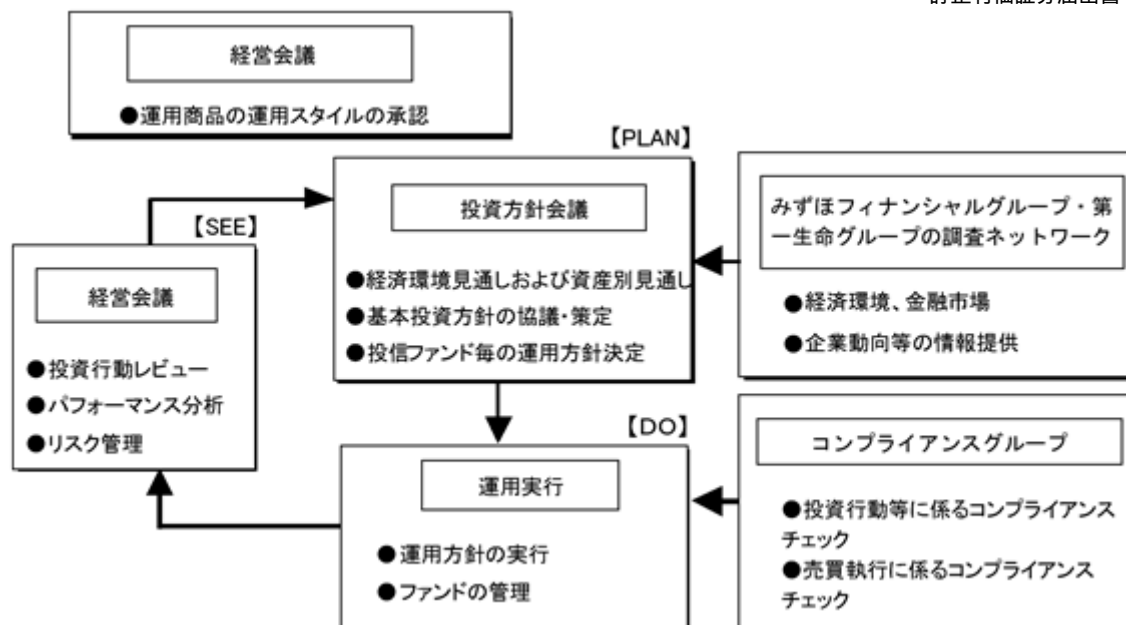 経営会議
●運用商品の運用スタイルの承認
【PLAN】
投資方針会議
●経済環境見通しおよび資産別見通し
●基本投資方針の協議・策定
●投信ファンド毎の運用方針決定
みずほフィナンシャルグループ・第
一生命グループの調査ネットワーク
●経済環境、金融市場
●企業動向等の情報提供
【SEE】
経営会議
●投資行動レビュー
●パフォーマンス分析
●リスク管理
【DO】
運用実行
●運用方針の実行
●ファンドの管理
コンプライアンスグループ
●投資行動等に係るコンプライアンス
チェック
●売買執行に係るコンプライアンス
チェック